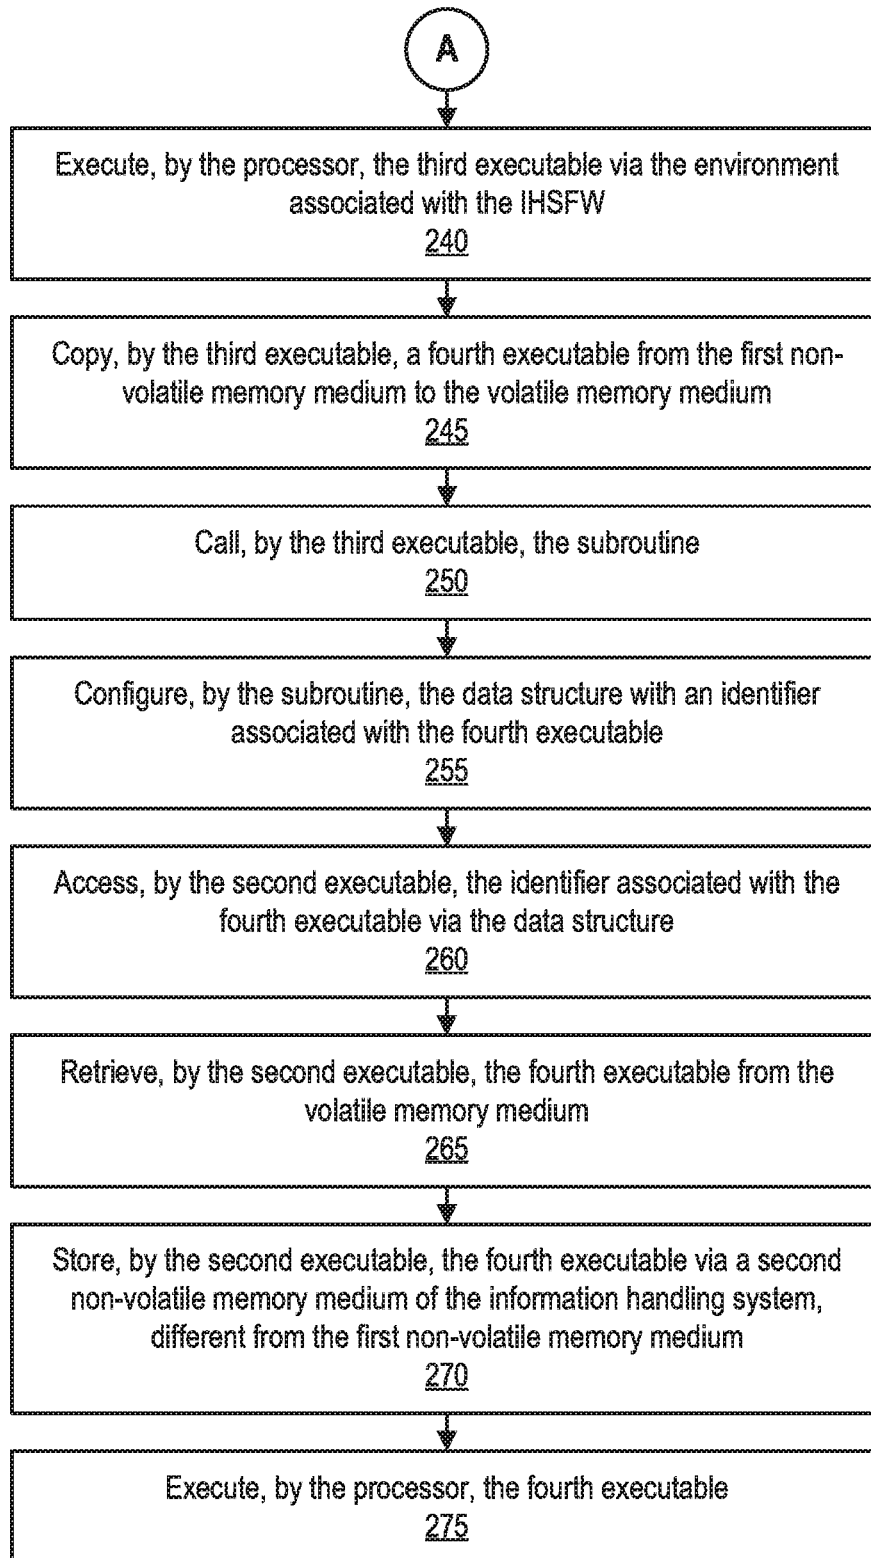 A
Execute, by the processor, the third executable via the environment
associated with the IHSFW
240
Copy, by the third executable, a fourth executable from the first non-
volatile memory medium to the volatile memory medium
245
Call, by the third executable, the subroutine
250
Configure, by the subroutine, the data structure with an identifier
associated with the fourth executable
255
Access, by the second executable, the identifier associated with the
fourth executable via the data structure
260
Retrieve, by the second executable, the fourth executable from the
volatile memory medium
265
Store, by the second executable, the fourth executable via a second
non-volatile memory medium of the information handling system,
different from the first non-volatile memory medium
270
Execute, by the processor, the fourth executable
275